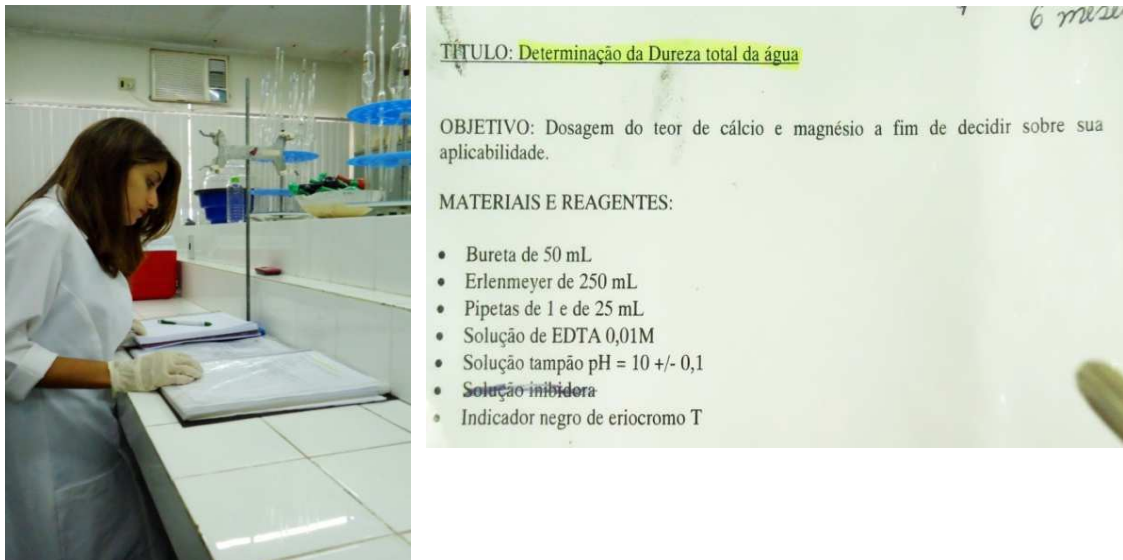 6 mese
TÍTULO: Determinação da Dureza total da água
OBJETIVO: Dosagem do teor de cálcio e magnésio a fim de decidir sobre sua
aplicabilidade.
MATERIAIS E REAGENTES:
• Bureta de 50 mL
• Erlenmeyer de 250 mL
• Pipetas de 1 e de 25 mL
• Solução de EDTA 0,01M
• Solução tampão pH = 10 +/- 0,1
• Solução inibidora
• Indicador negro de eriocromo T